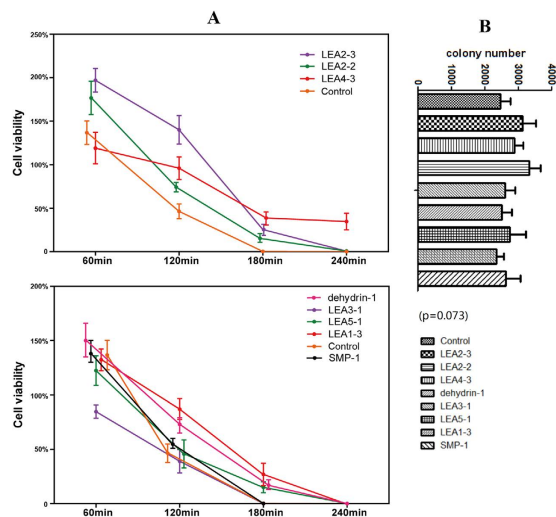 A
B
250%
200%
150%
100%
50%
0%
Cell viability
LEA2-3
LEA2-2
LEA4-3
Control
60min
120min
180min
240min
200%
150%
100%
50%
0%
Cell viability
dehydrin-1
LEA3-1
LEA5-1
LEA1-3
Control
SMP-1
60min
120min
180min
240min
colony number
0
1000
2000
3000
4000
(p=0.073)
Control
LEA2-3
LEA2-2
LEA4-3
dehydrin-1
LEA3-1
LEA5-1
LEA1-3
SMP-1